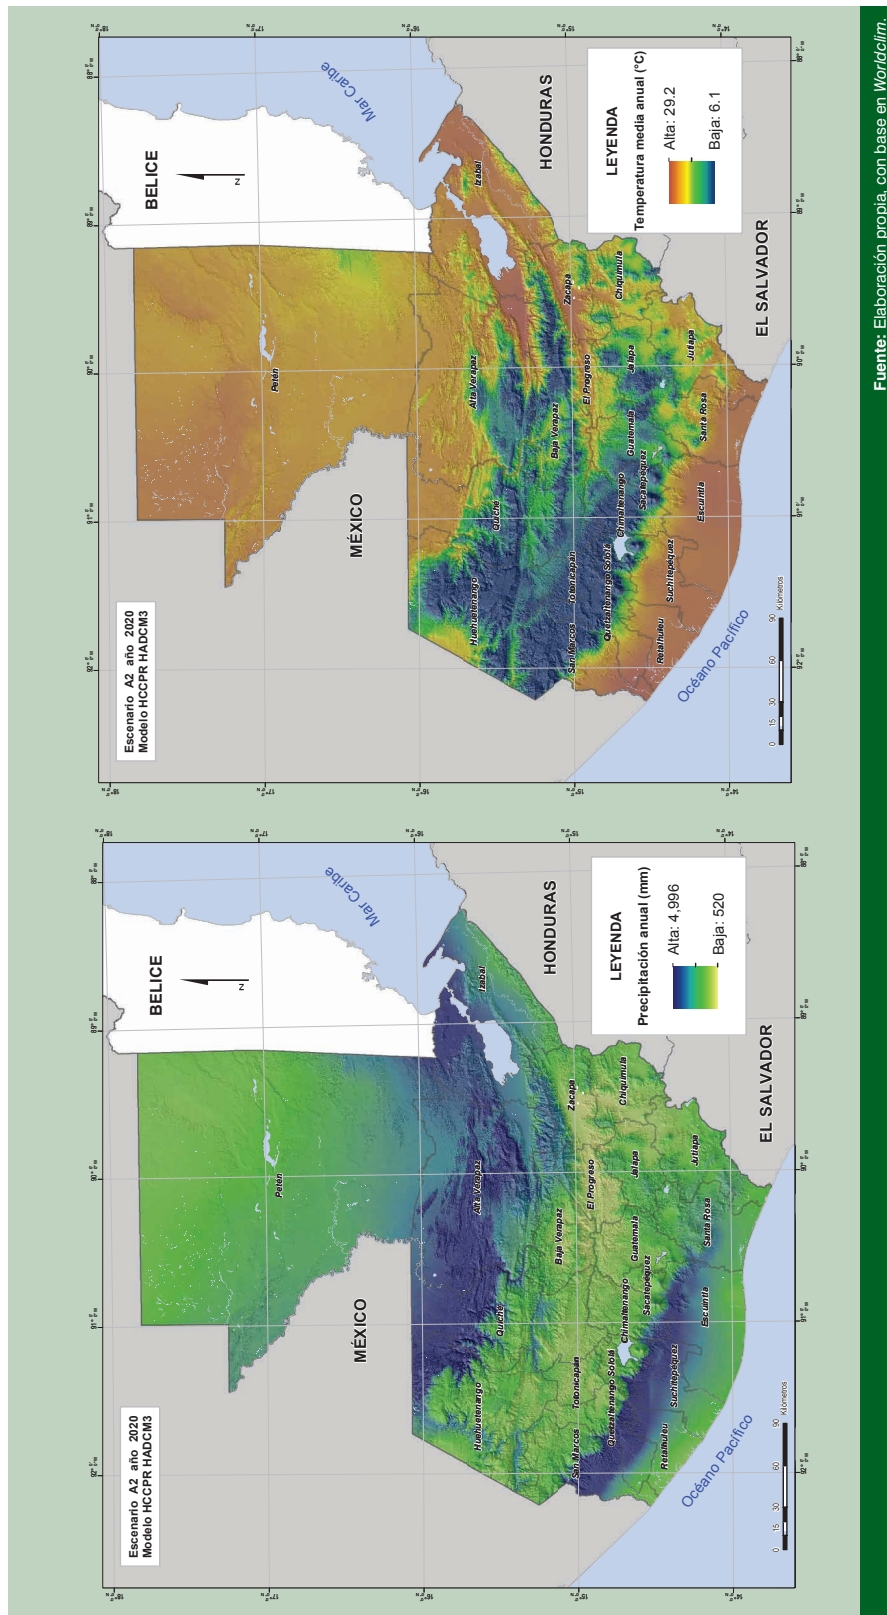 Escenario A2 año 2020
Modelo HCCPR HADCM3
BELICE
Mar Caribe
N
MÉXICO
HONDURAS
EL SALVADOR
Océano Pacífico
Petén
Izabal
Alta Verapaz
Quiché
Huehuetenango
Baja Verapaz
Zacapa
El Progreso
Chiquimula
Jalapa
Guatemala
Jutiapa
Santa Rosa
Sacatepéquez
Chimaltenango
Escuintla
Totonicapán
Sololá
Quetzaltenango
San Marcos
Suchitepéquez
Retalhuleu
LEYENDA
Precipitación anual (mm)
Alta: 4,996
Baja: 520
0 15 30 60 90
Kilómetros
Escenario A2 año 2020
Modelo HCCPR HADCM3
BELICE
Mar Caribe
N
MÉXICO
HONDURAS
EL SALVADOR
Océano Pacífico
Petén
Izabal
Alta Verapaz
Quiché
Huehuetenango
Baja Verapaz
Zacapa
El Progreso
Chiquimula
Jalapa
Guatemala
Jutiapa
Santa Rosa
Sacatepéquez
Chimaltenango
Escuintla
Totonicapán
Sololá
Quetzaltenango
San Marcos
Suchitepéquez
Retalhuleu
LEYENDA
Temperatura media anual (°C)
Alta: 29.2
Baja: 6.1
0 15 30 60 90
Kilómetros
Fuente: Elaboración propia, con base en Worldclim.